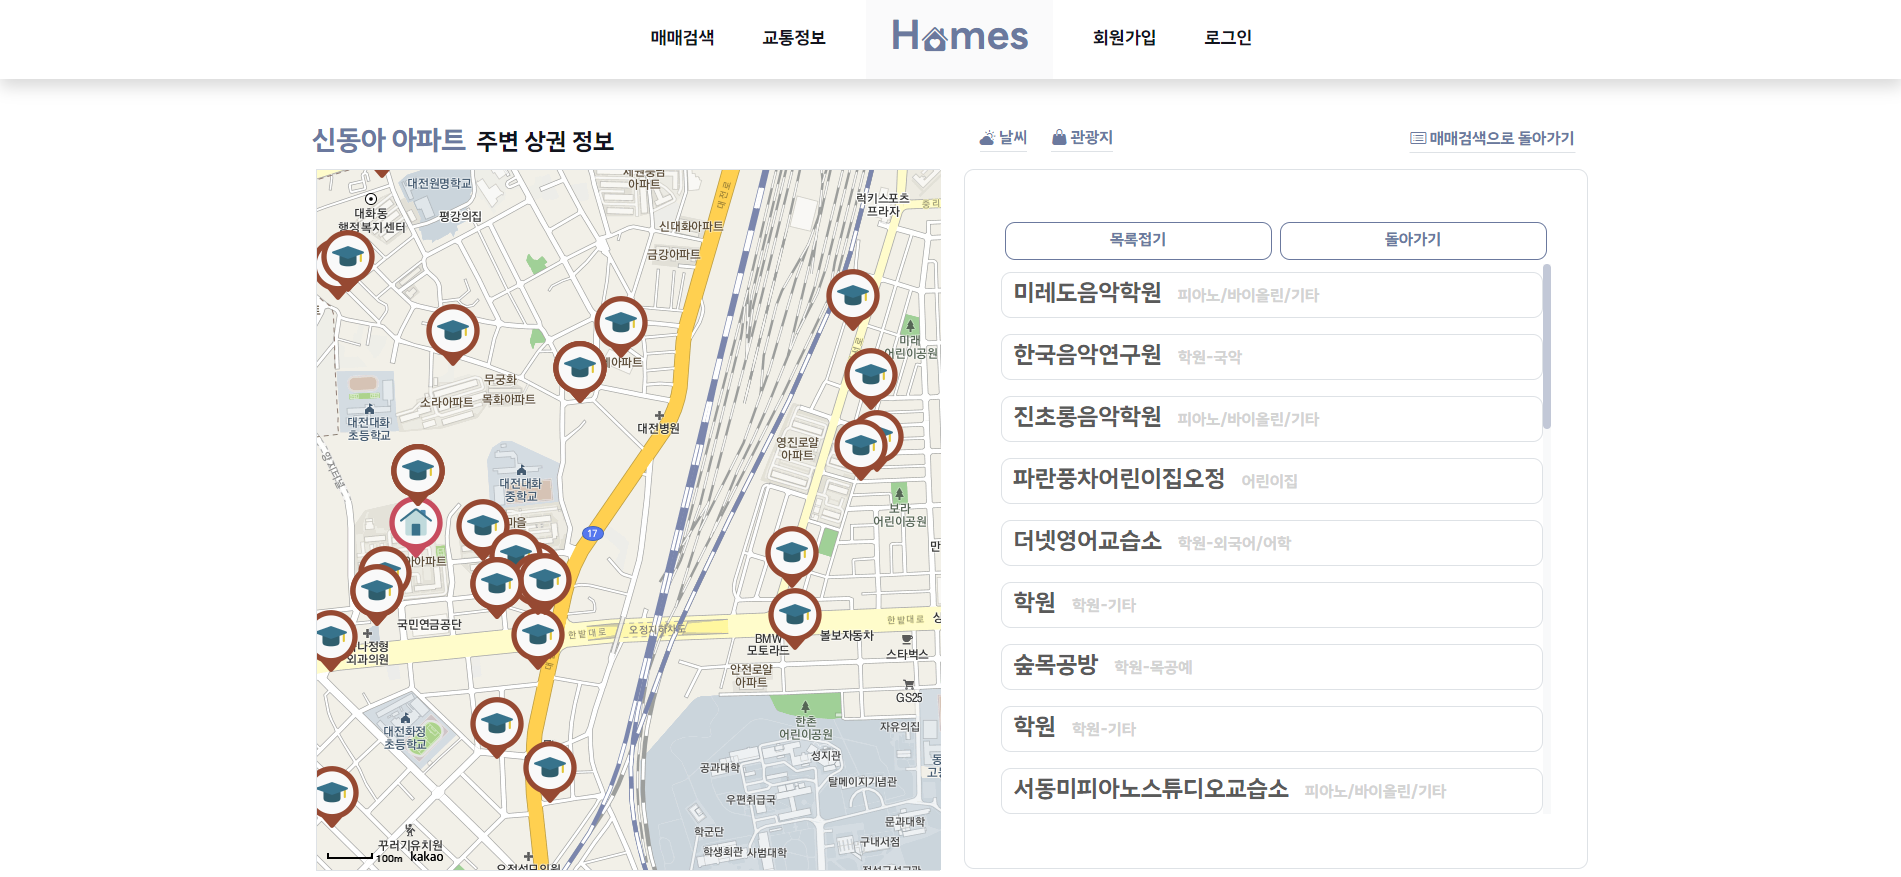 매매검색 교통정보 Homes 회원가입 로그인
신동아 아파트 주변 상권 정보
날씨 관광지 매매검색으로 돌아가기
대전원명학교
아파트
대화동
행정복지센터
평강의집
신대화아파트
금강아파트
대전로
럭키스포츠
프라자
중리
미래
어린이공원
무궁화
목화아파트
소라아파트
대전대화
초등학교
대전병원
영진로얄
아파트
대전대화
중학교
마을
17
보라
어린이공원
국민연금공단
외과의원
한밭대로
오정지하차도
한밭대로
BMW
모토라드
볼보자동차
스타벅스
안전로얄
아파트
GS25
한촌
어린이공원
자유의집
대전화정
초등학교
성지관
공과대학
탈메이지기념관
우편취급국
문과대학
학군단
구내서점
학생회관 사범대학
꾸러기유치원
100m kakao
목록접기 돌아가기
미레도음악학원 피아노/바이올린/기타
한국음악연구원 학원-국악
진초롱음악학원 피아노/바이올린/기타
파란풍차어린이집오정 어린이집
더넷영어교습소 학원-외국어/어학
학원 학원-기타
숲목공방 학원-목공예
학원 학원-기타
서동미피아노스튜디오교습소 피아노/바이올린/기타